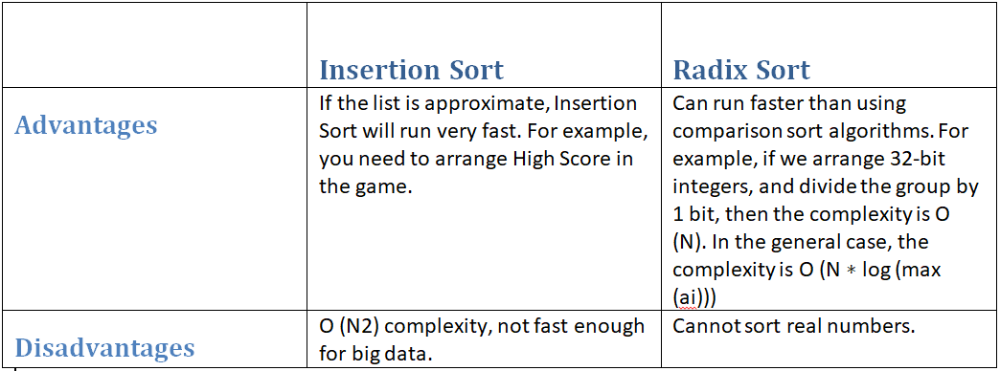 Insertion Sort
Radix Sort
Advantages
If the list is approximate, Insertion
Sort will run very fast. For example,
you need to arrange High Score in
the game.
Can run faster than using
comparison sort algorithms. For
example, if we arrange 32-bit
integers, and divide the group by
1 bit, then the complexity is O
(N). In the general case, the
complexity is O (N * log (max
(ai)))
Disadvantages
O (N2) complexity, not fast enough
for big data.
Cannot sort real numbers.